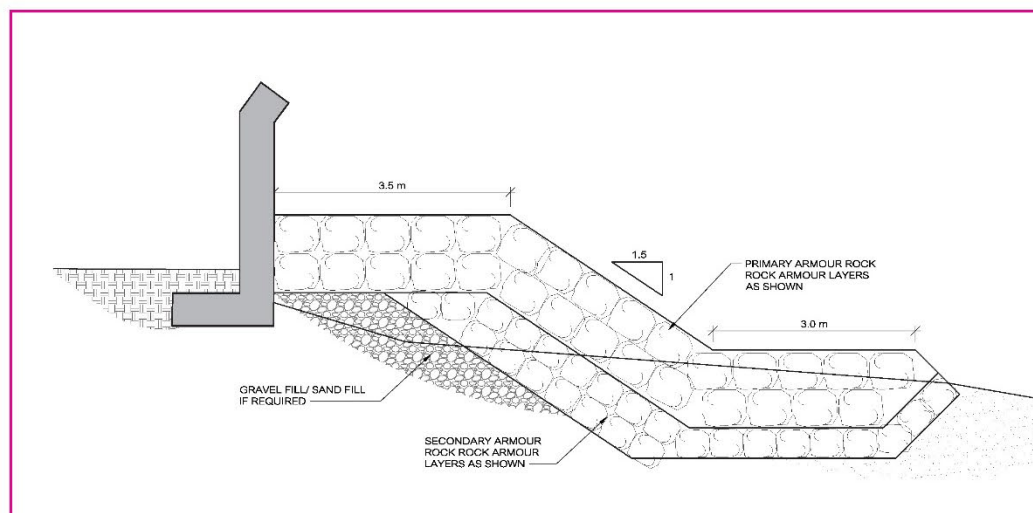 3.5 m
1.5
1
PRIMARY ARMOUR ROCK
ROCK ARMOUR LAYERS
AS SHOWN
3.0 m
GRAVEL FILL/ SAND FILL
IF REQUIRED
SECONDARY ARMOUR
ROCK ROCK ARMOUR
LAYERS AS SHOWN